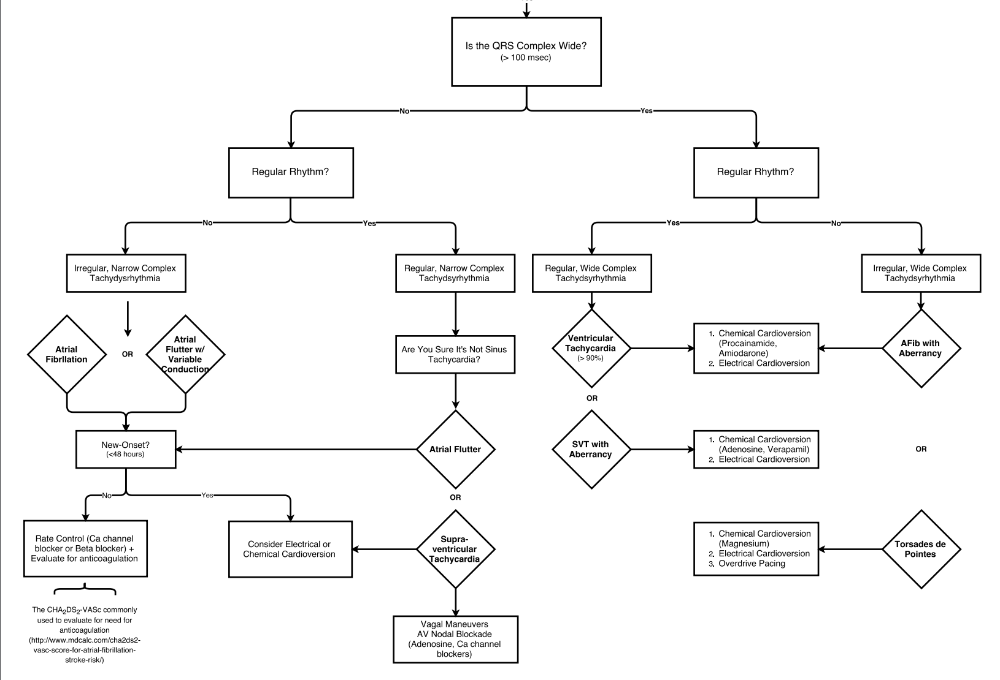 Is the QRS Complex Wide?
(> 100 msec)
No
Yes
Regular Rhythm?
Regular Rhythm?
No
Yes
Yes
No
Irregular, Narrow Complex
Tachydysrhythmia
Regular, Narrow Complex
Tachydsyrhythmia
Regular, Wide Complex
Tachydsyrhythmia
Irregular, Wide Complex
Tachydsyrhythmia
Atrial
Fibrllation
OR
Atrial
Flutter w/
Variable
Conduction
Are You Sure It's Not Sinus
Tachycardia?
Ventricular
Tachycardia
(> 90%)
1. Chemical Cardioversion
(Procainamide,
Amiodarone)
2. Electrical Cardioversion
AFib with
Aberrancy
OR
New-Onset?
(<48 hours)
Atrial Flutter
SVT with
Aberrancy
1. Chemical Cardioversion
(Adenosine, Verapamil)
2. Electrical Cardioversion
OR
No
Yes
OR
Rate Control (Ca channel
blocker or Beta blocker) +
Evaluate for anticoagulation
Consider Electrical or
Chemical Cardioversion
Supra-
ventricular
Tachycardia
1. Chemical Cardioversion
(Magnesium)
2. Electrical Cardioversion
3. Overdrive Pacing
Torsades de
Pointes
The CHA2DS2-VASc commonly
used to evaluate for need for
anticoagulation
(http://www.mdcalc.com/cha2ds2-
vasc-score-for-atrial-fibrillation-
stroke-risk/)
Vagal Maneuvers
AV Nodal Blockade
(Adenosine, Ca channel
blockers)